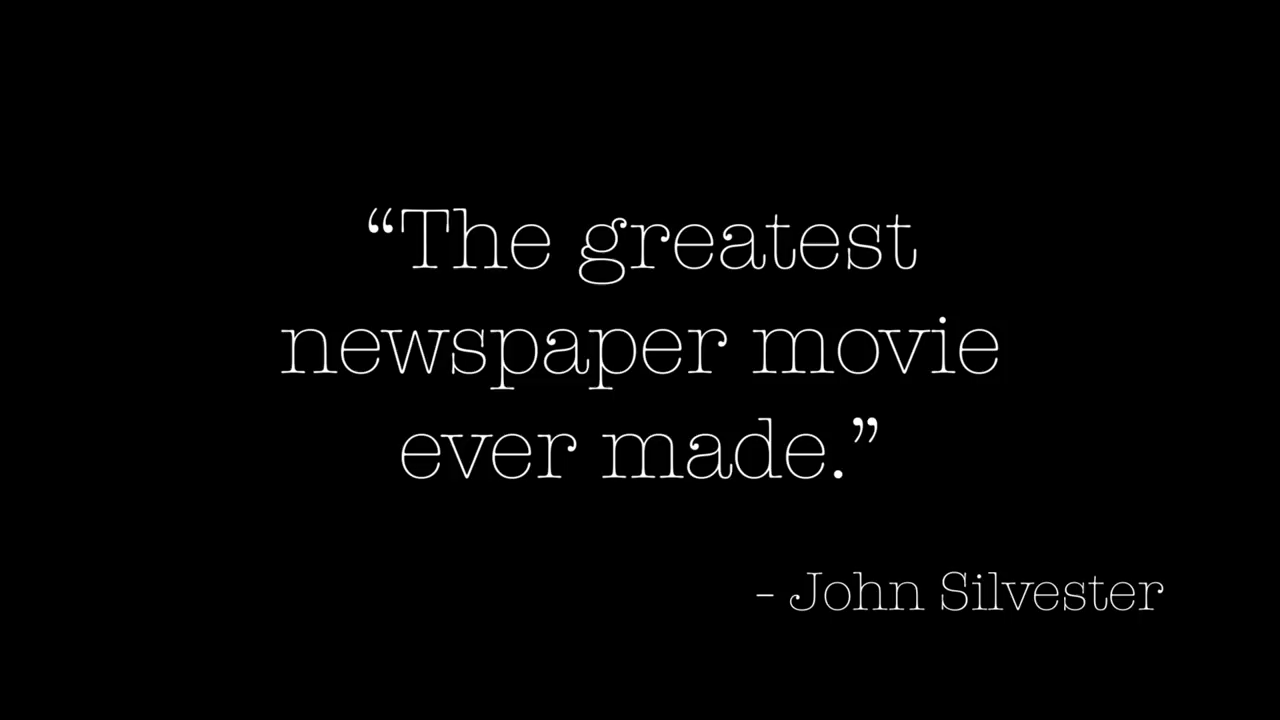 “The greatest
newspaper movie
ever made.”
- John Silvester